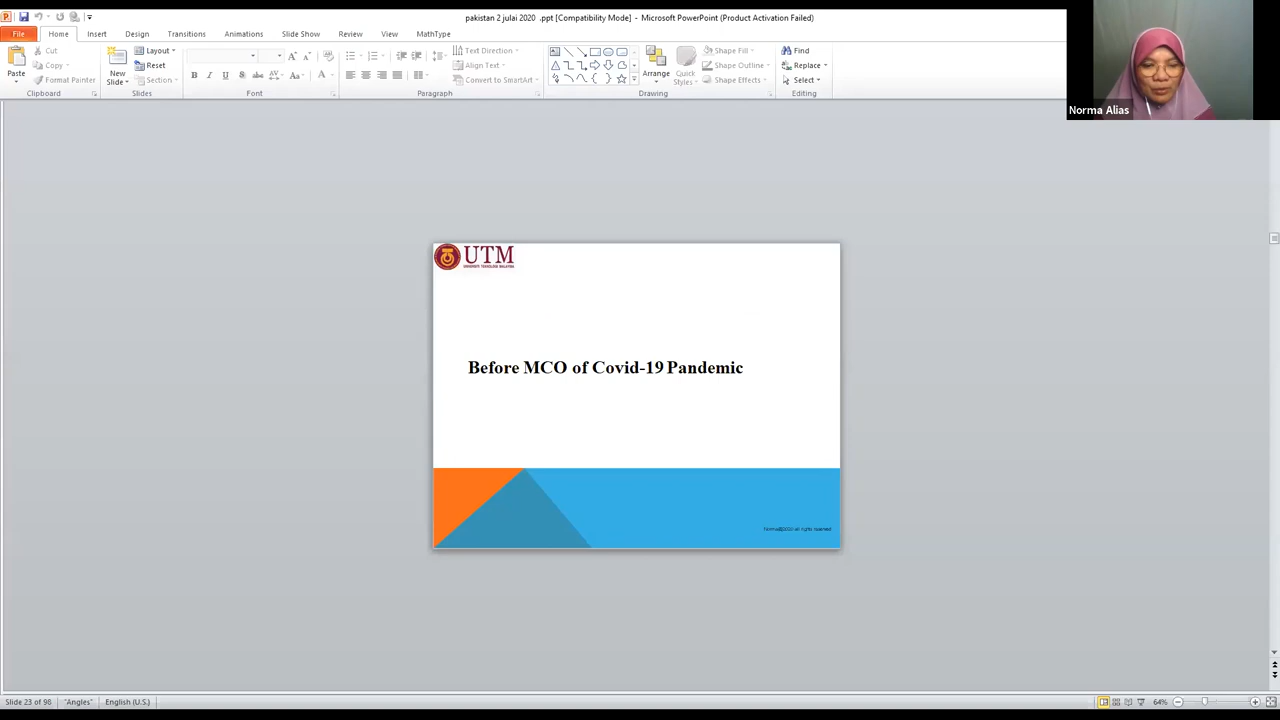 pakistan 2 julai 2020 .ppt [Compatibility Mode] - Microsoft PowerPoint (Product Activation Failed)
File Home Insert Design Transitions Animations Slide Show Review View MathType
Cut
Copy
Format Painter
Paste
Clipboard
New
Slide
Layout
Reset
Section
Slides
B I U S abc AV Aa A
Font
Text Direction
Align Text
Convert to SmartArt
Paragraph
Arrange
Quick
Styles
Shape Fill
Shape Outline
Shape Effects
Drawing
Find
Replace
Select
Editing
Norma Alias
UTM
UNIVERSITI TEKNOLOGI MALAYSIA
Before MCO of Covid-19 Pandemic
all rights reserved
Slide 23 of 98 "Angles" English (U.S.) 64%